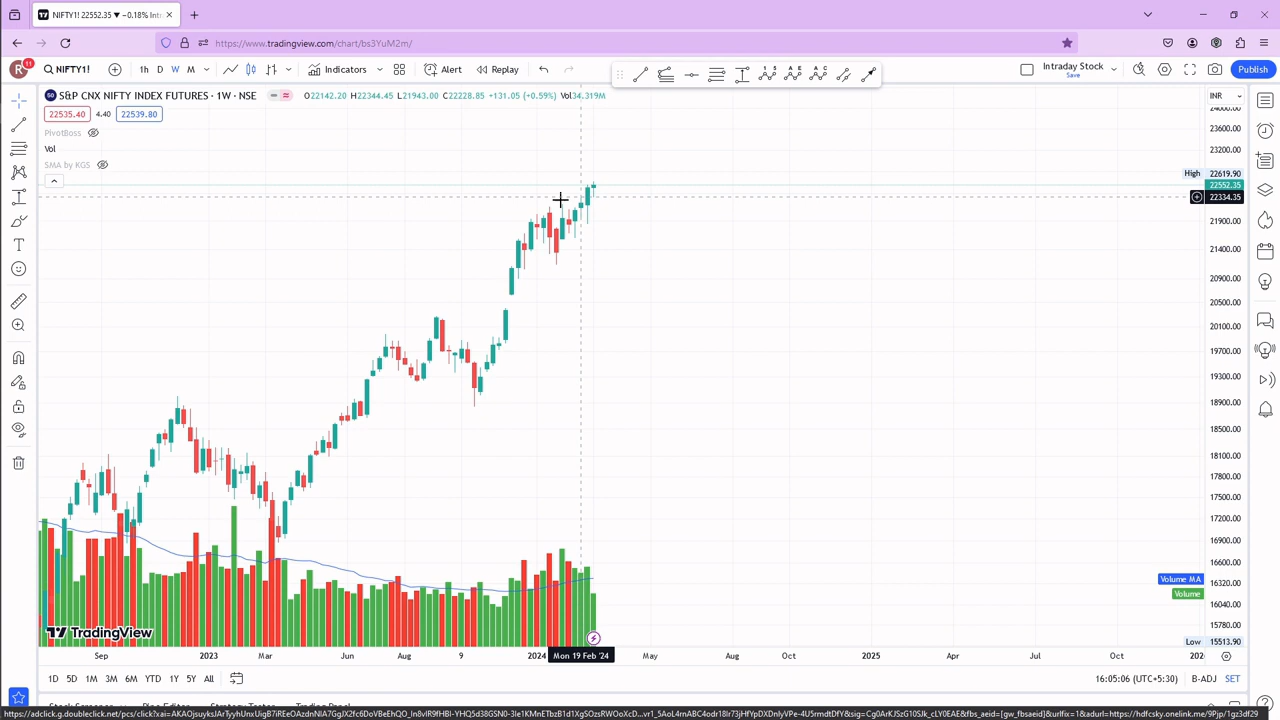 NIFTY1! 22552.35 ▼ −0.18% Int
https://www.tradingview.com/chart/bs3YuM2m/
R 11 NIFTY1! 1h D W M Indicators Alert Replay Intraday Stock Save Publish
S&P CNX NIFTY INDEX FUTURES · 1W · NSE O22142.20 H22344.45 L21943.00 C22228.85 +131.05 (+0.59%) Vol34.319M
INR
24000.00
22535.40 4.40 22539.80
23600.00
PivotBoss
Vol
23200.00
SMA by KGS
High 22619.90
22552.35
22334.35
21900.00
21400.00
20900.00
20500.00
20100.00
19700.00
19300.00
18900.00
18500.00
18100.00
17800.00
17500.00
17200.00
16900.00
16600.00
Volume MA
16320.00
Volume
16040.00
15780.00
TradingView
Low 15513.90
Sep 2023 Mar Jun Aug 9 2024 Mon 19 Feb '24 May Aug Oct 2025 Apr Jul Oct 202
1D 5D 1M 3M 6M YTD 1Y 5Y All 16:05:06 (UTC+5:30) B-ADJ SET